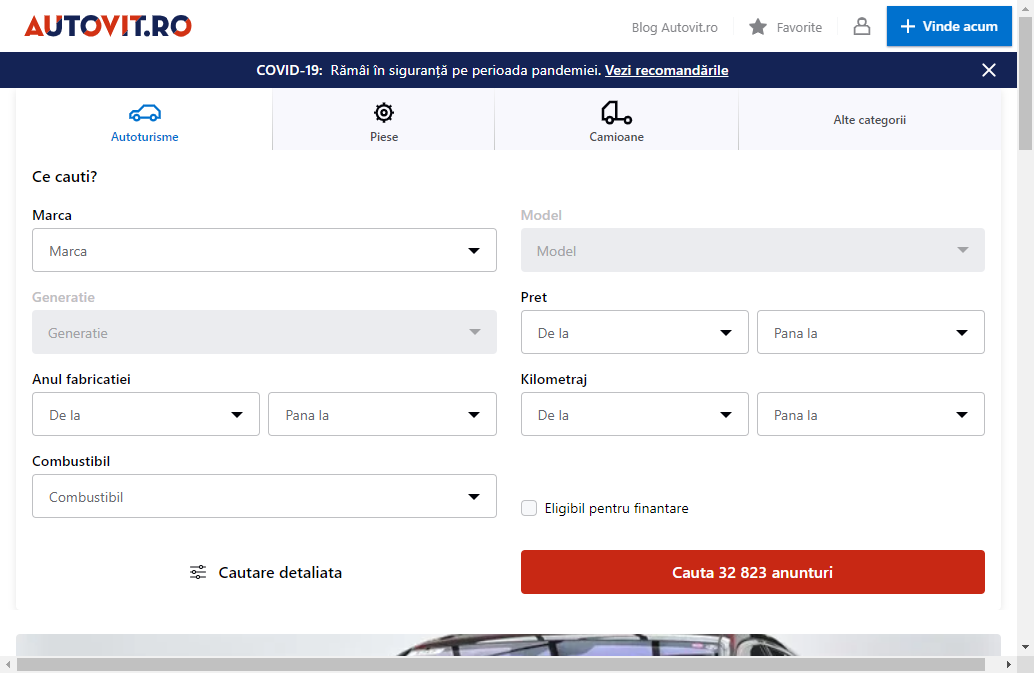 AUTOVIT.RO
Blog Autovit.ro
Favorite
Vinde acum
COVID-19: Rămâi în siguranță pe perioada pandemiei. Vezi recomandările
Autoturisme
Piese
Camioane
Alte categorii
Ce cauti?
Marca
Model
Marca
Model
Generatie
Pret
Generatie
De la
Pana la
Anul fabricatiei
Kilometraj
De la
Pana la
De la
Pana la
Combustibil
Combustibil
Eligibil pentru finantare
Cautare detaliata
Cauta 32 823 anunturi